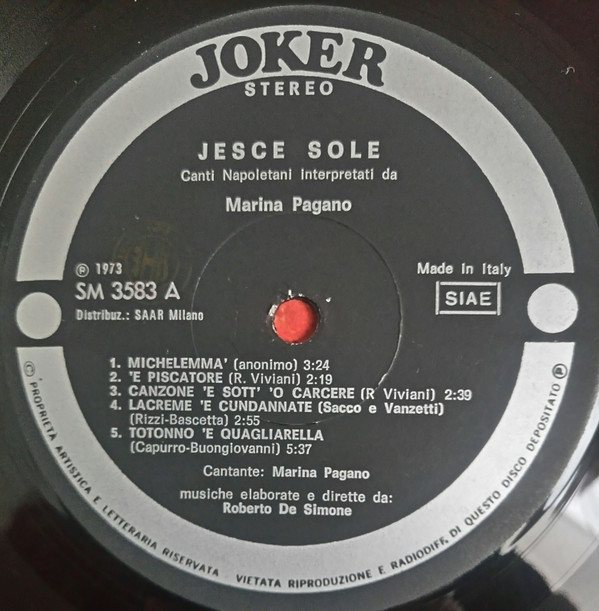 JOKER
STEREO
JESCE SOLE
Canti Napoletani Interpretati da
Marina Pagano
℗ 1973
SM 3583 A
Distribuz.: SAAR Milano
Made In Italy
SIAE
1. MICHELEMMA' (anonimo) 3:24
2. 'E PISCATORE (R. Viviani) 2:19
3. CANZONE 'E SOTT' 'O CARCERE (R Viviani) 2:39
4. LACREME 'E CUNDANNATE (Sacco e Vanzetti)
(Rizzi-Bascetta) 2:55
5. TOTONNO 'E QUAGLIARELLA
(Capurro-Buongiovanni) 5:37
Cantante: Marina Pagano
musiche elaborate e dirette da:
Roberto De Simone
© PROPRIETA ARTISTICA E LETTERARIA RISERVATA VIETATA RIPRODUZIONE E RADIODIFF. DI QUESTO DISCO DEPOSITATO ℗